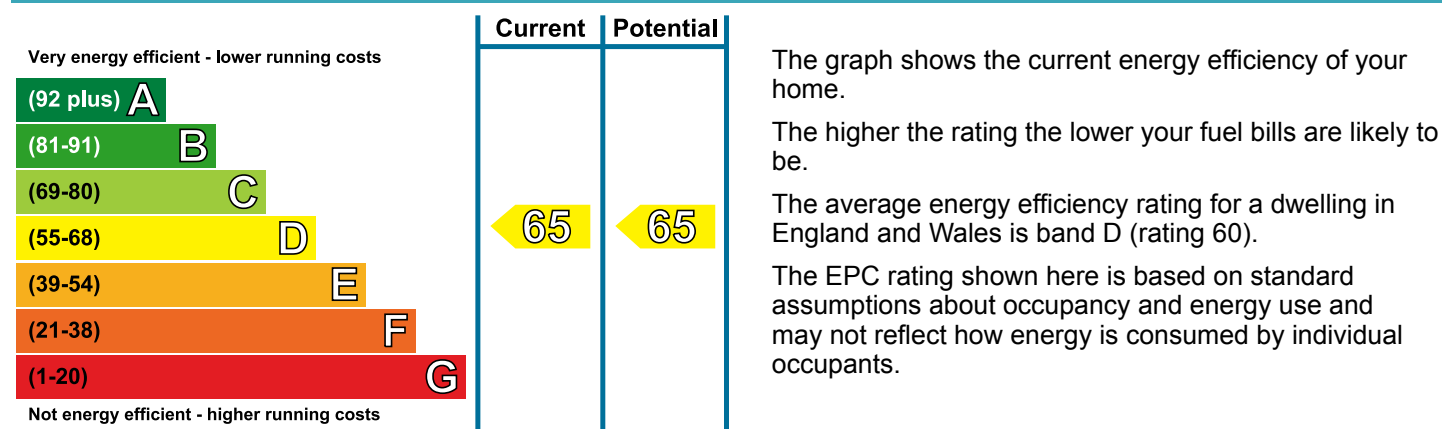 Current Potential
Very energy efficient - lower running costs
(92 plus) A
(81-91) B
(69-80) C
(55-68) D
65 65
(39-54) E
(21-38) F
(1-20) G
Not energy efficient - higher running costs
The graph shows the current energy efficiency of your
home.
The higher the rating the lower your fuel bills are likely to
be.
The average energy efficiency rating for a dwelling in
England and Wales is band D (rating 60).
The EPC rating shown here is based on standard
assumptions about occupancy and energy use and
may not reflect how energy is consumed by individual
occupants.